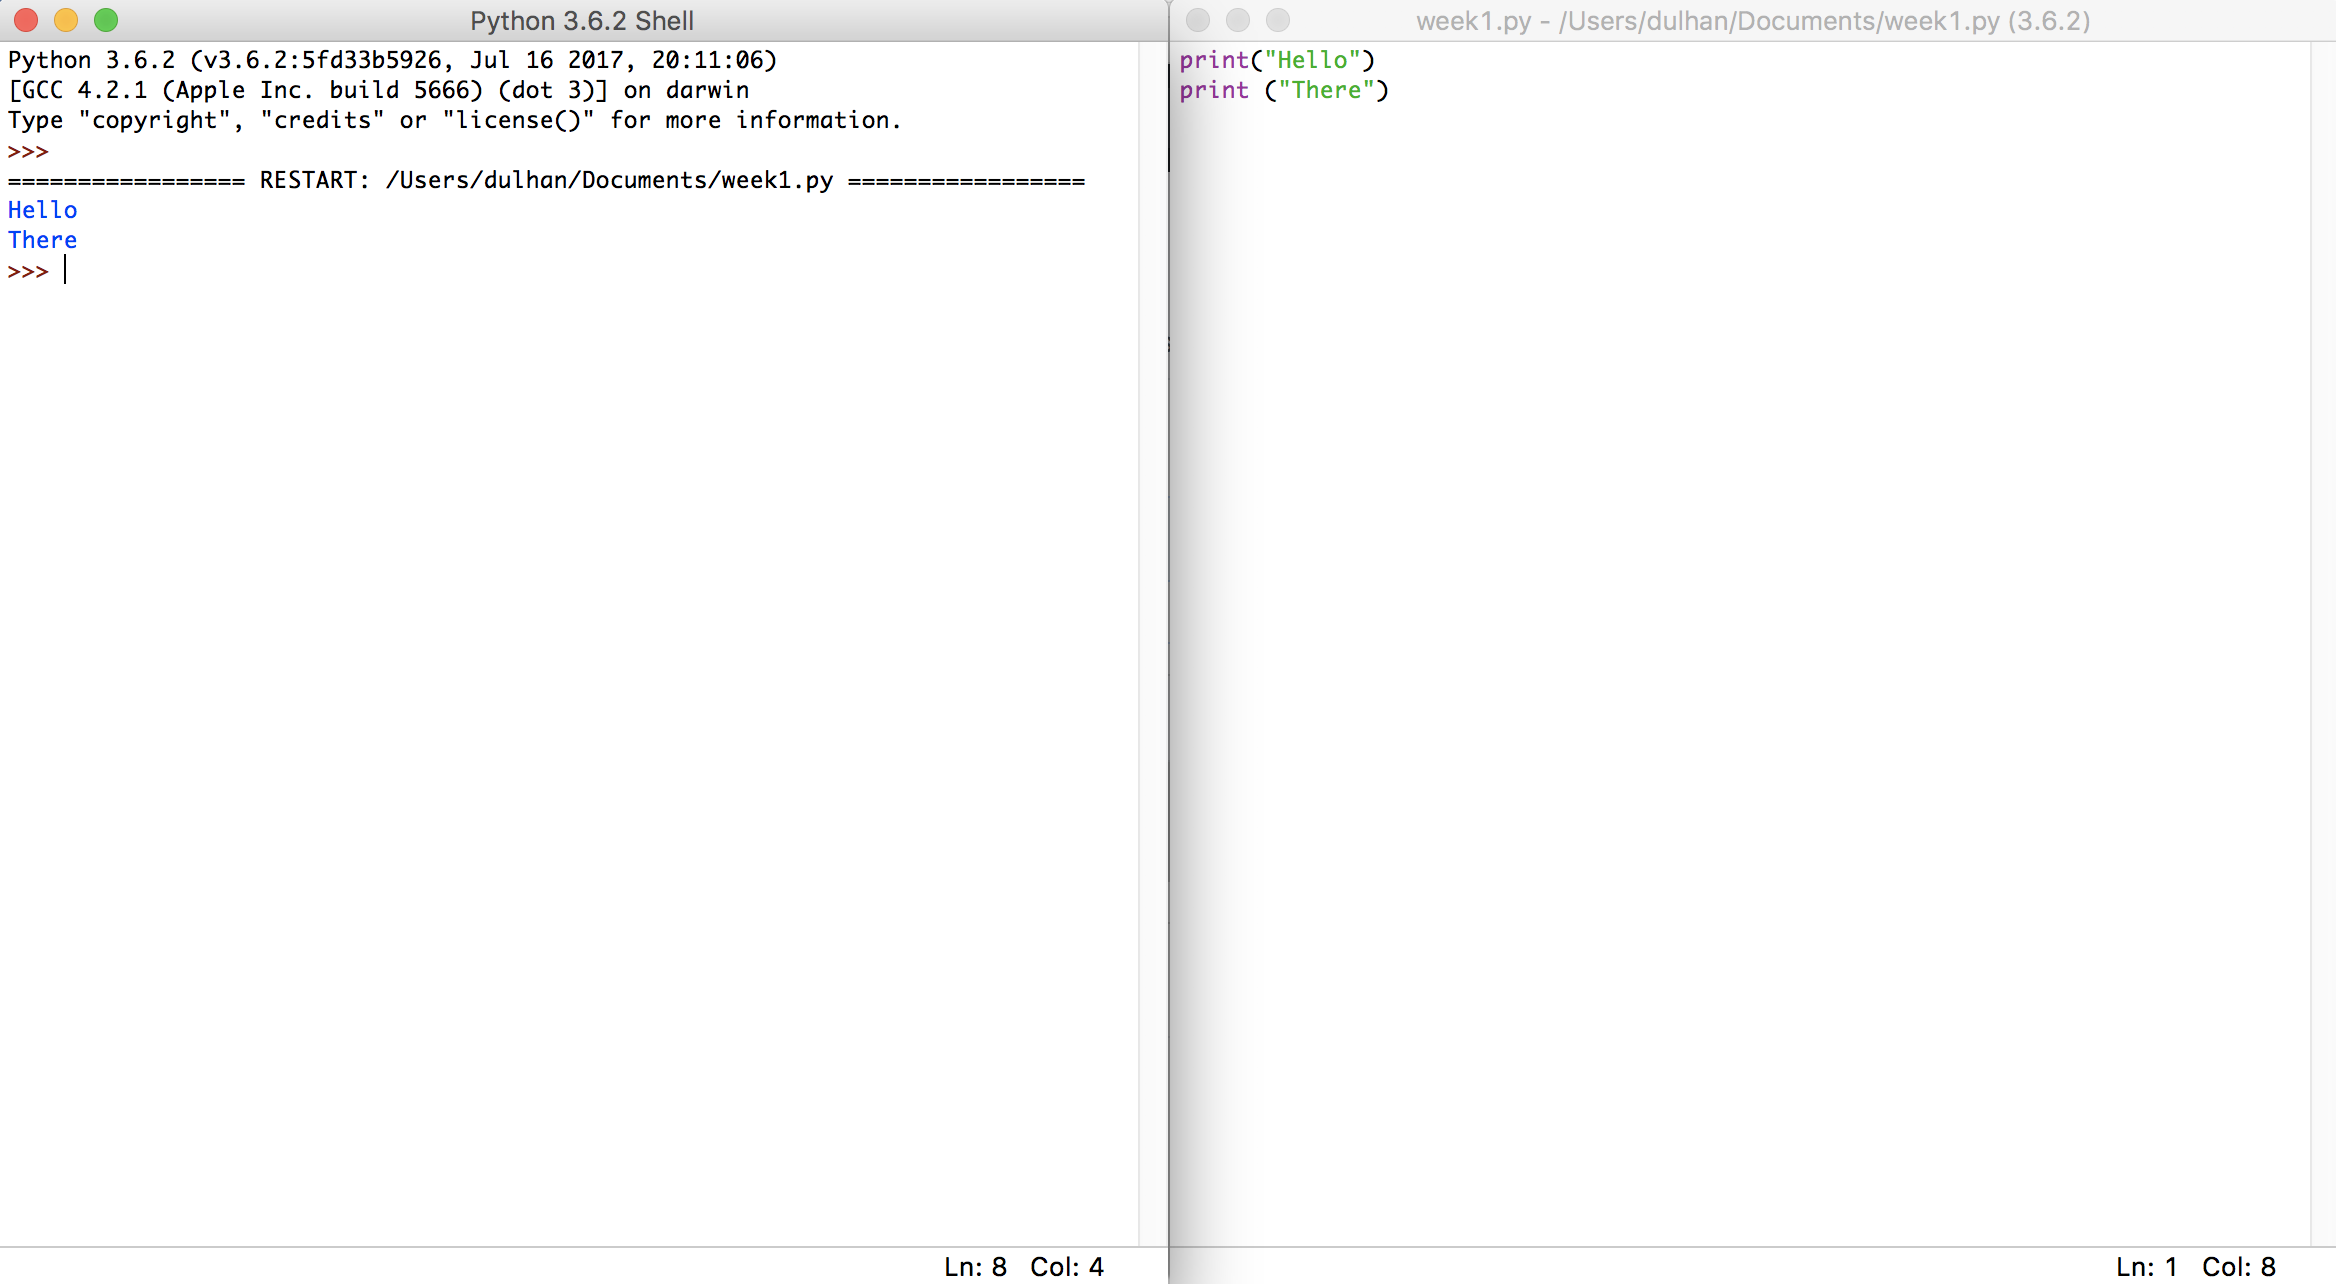 Python 3.6.2 Shell
Python 3.6.2 (v3.6.2:5fd33b5926, Jul 16 2017, 20:11:06)
[GCC 4.2.1 (Apple Inc. build 5666) (dot 3)] on darwin
Type "copyright", "credits" or "license()" for more information.
>>>
================= RESTART: /Users/dulhan/Documents/week1.py =================
Hello
There
>>>
Ln: 8 Col: 4
week1.py - /Users/dulhan/Documents/week1.py (3.6.2)
print("Hello")
print ("There")
Ln: 1 Col: 8